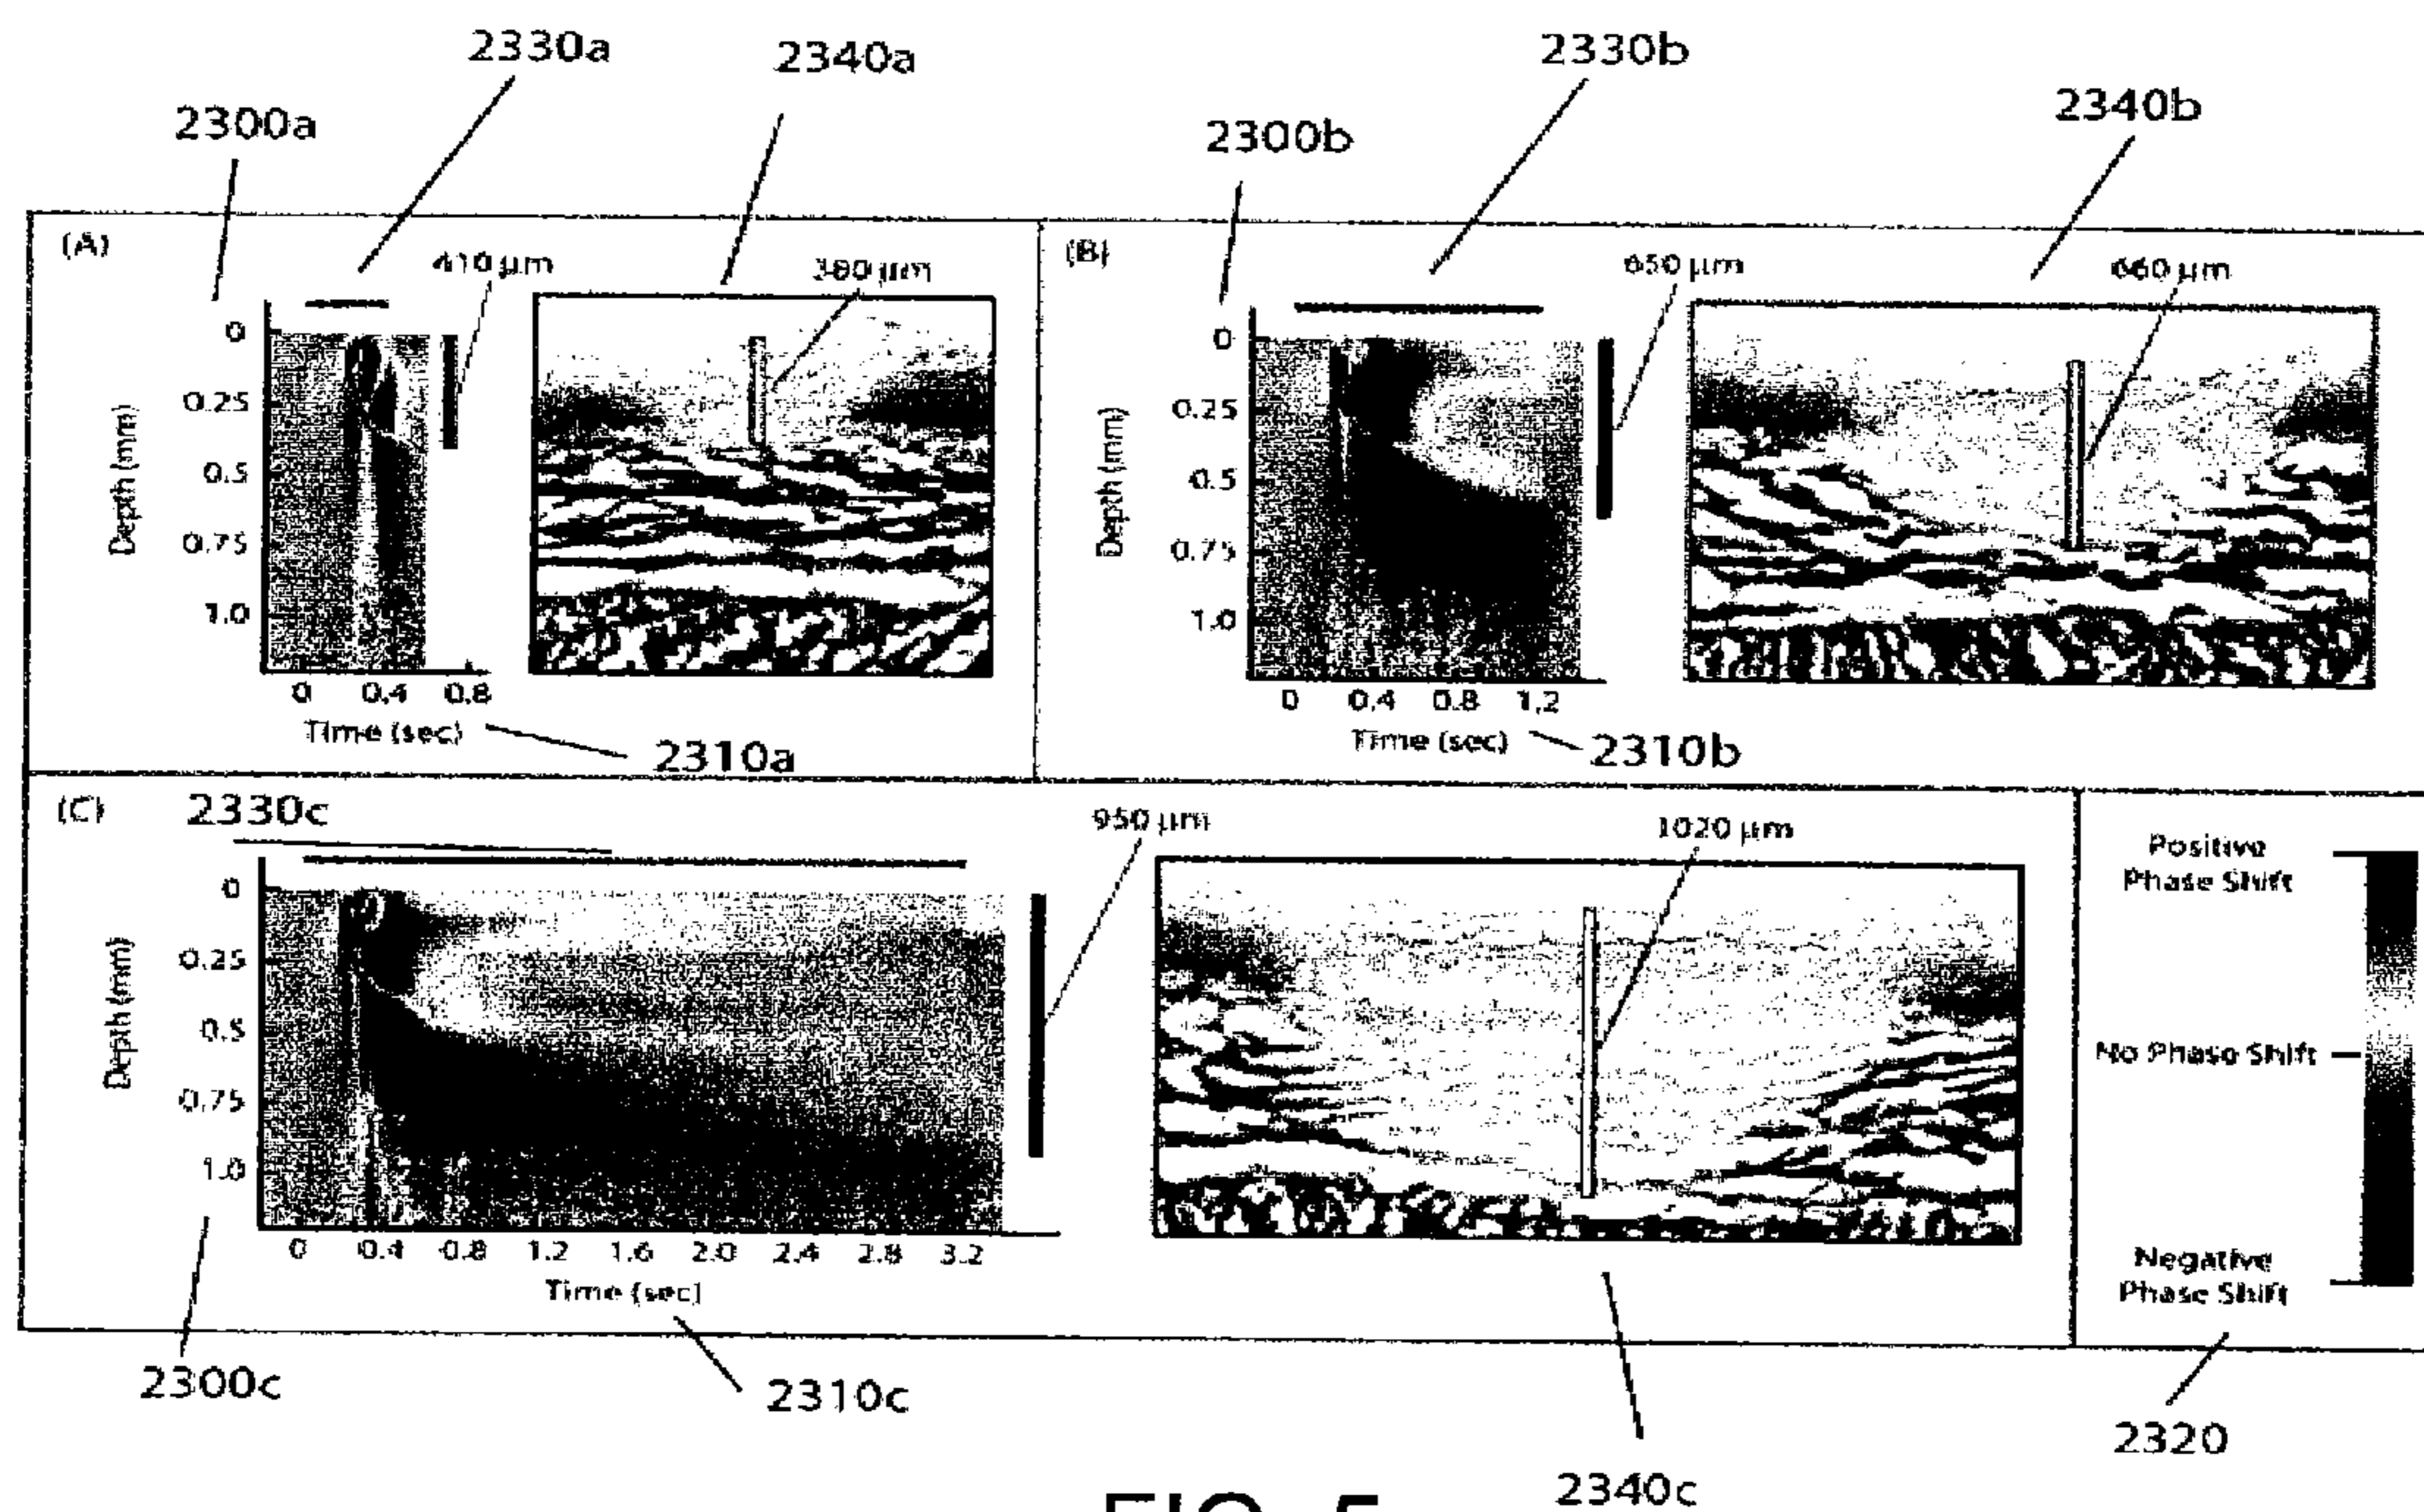 2330a
2340a
2330b
2300a
2300b
2340b
(A)
410 µm
380 µm
(B)
650 µm
660 µm
0
0.25
0.5
0.75
1.0
Depth (mm)
0 0.4 0.8
Time (sec)
2310a
0
0.25
0.5
0.75
1.0
Depth (mm)
0 0.4 0.8 1.2
Time (sec)
2310b
(C)
2330c
950 µm
1020 µm
0
0.25
0.5
0.75
1.0
Depth (mm)
0 0.4 0.8 1.2 1.6 2.0 2.4 2.8 3.2
Time (sec)
Positive
Phase Shift
No Phase Shift
Negative
Phase Shift
2300c
2310c
2340c
2320
FIG. 5